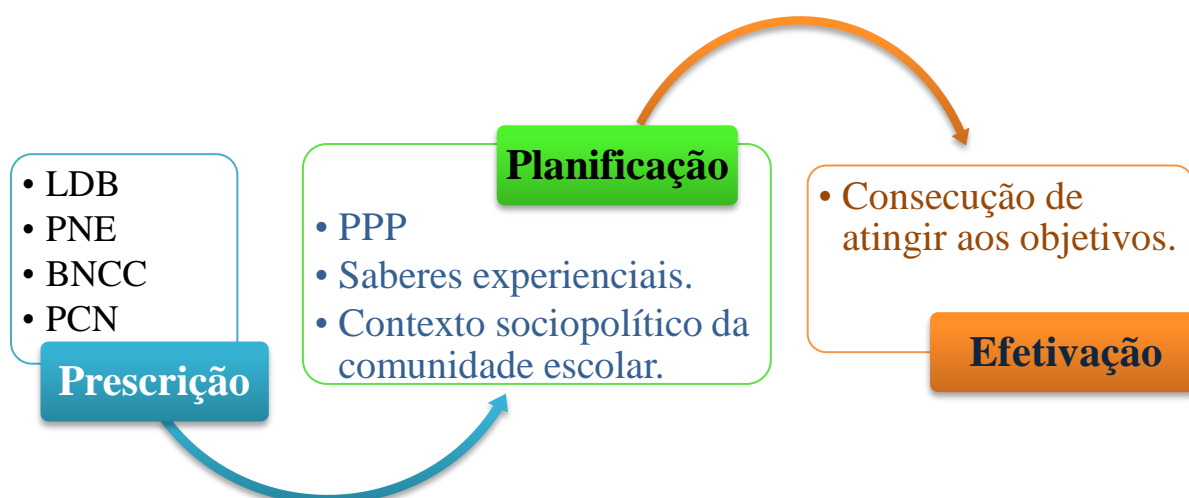 • LDB
• PNE
• BNCC
• PCN
Prescrição
Planificação
• PPP
• Saberes experienciais.
• Contexto sociopolítico da
comunidade escolar.
• Consecução de
atingir aos objetivos.
Efetivação